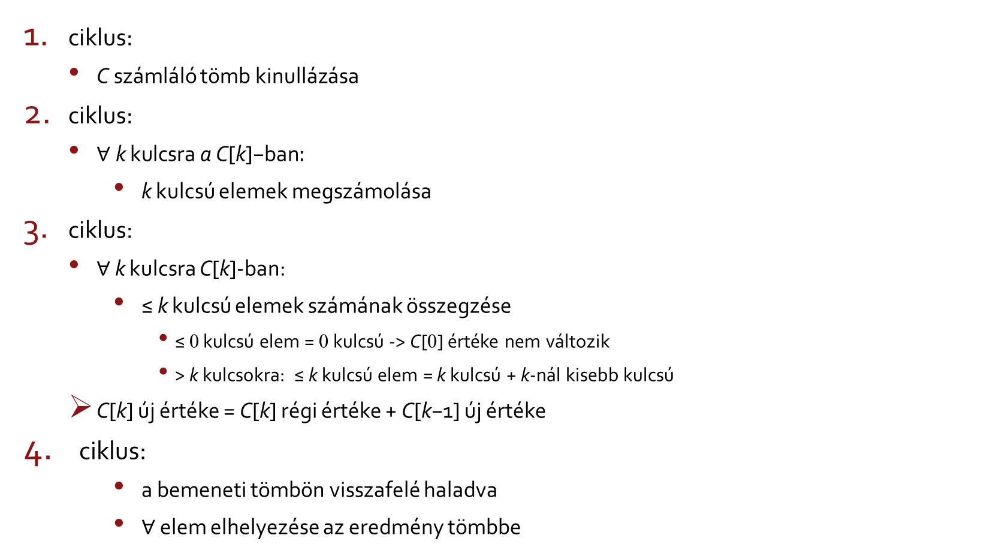 1. ciklus:
• C számláló tömb kinullázása
2. ciklus:
• ∀ k kulcsra a C[k]–ban:
• k kulcsú elemek megszámolása
3. ciklus:
• ∀ k kulcsra C[k]-ban:
• ≤ k kulcsú elemek számának összegzése
• ≤ 0 kulcsú elem = 0 kulcsú -> C[0] értéke nem változik
• > k kulcsokra: ≤ k kulcsú elem = k kulcsú + k-nál kisebb kulcsú
➢ C[k] új értéke = C[k] régi értéke + C[k–1] új értéke
4. ciklus:
• a bemeneti tömbön visszafelé haladva
• ∀ elem elhelyezése az eredmény tömbbe